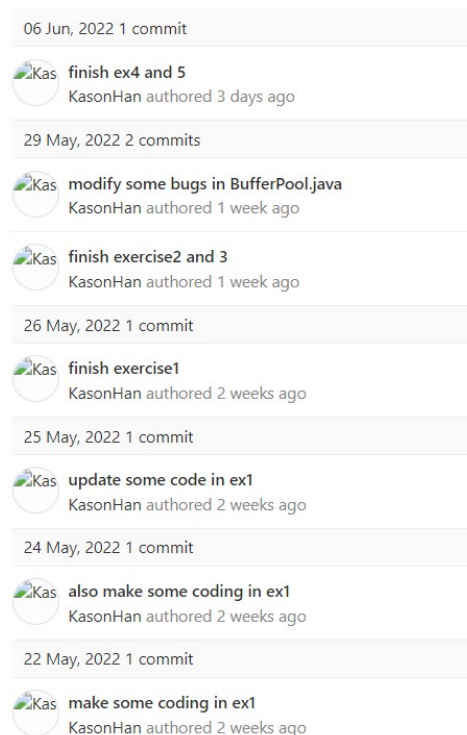 06 Jun, 2022 1 commit
Kas
finish ex4 and 5
KasonHan authored 3 days ago
29 May, 2022 2 commits
Kas
modify some bugs in BufferPool.java
KasonHan authored 1 week ago
Kas
finish exercise2 and 3
KasonHan authored 1 week ago
26 May, 2022 1 commit
Kas
finish exercise1
KasonHan authored 2 weeks ago
25 May, 2022 1 commit
Kas
update some code in ex1
KasonHan authored 2 weeks ago
24 May, 2022 1 commit
Kas
also make some coding in ex1
KasonHan authored 2 weeks ago
22 May, 2022 1 commit
Kas
make some coding in ex1
KasonHan authored 2 weeks ago